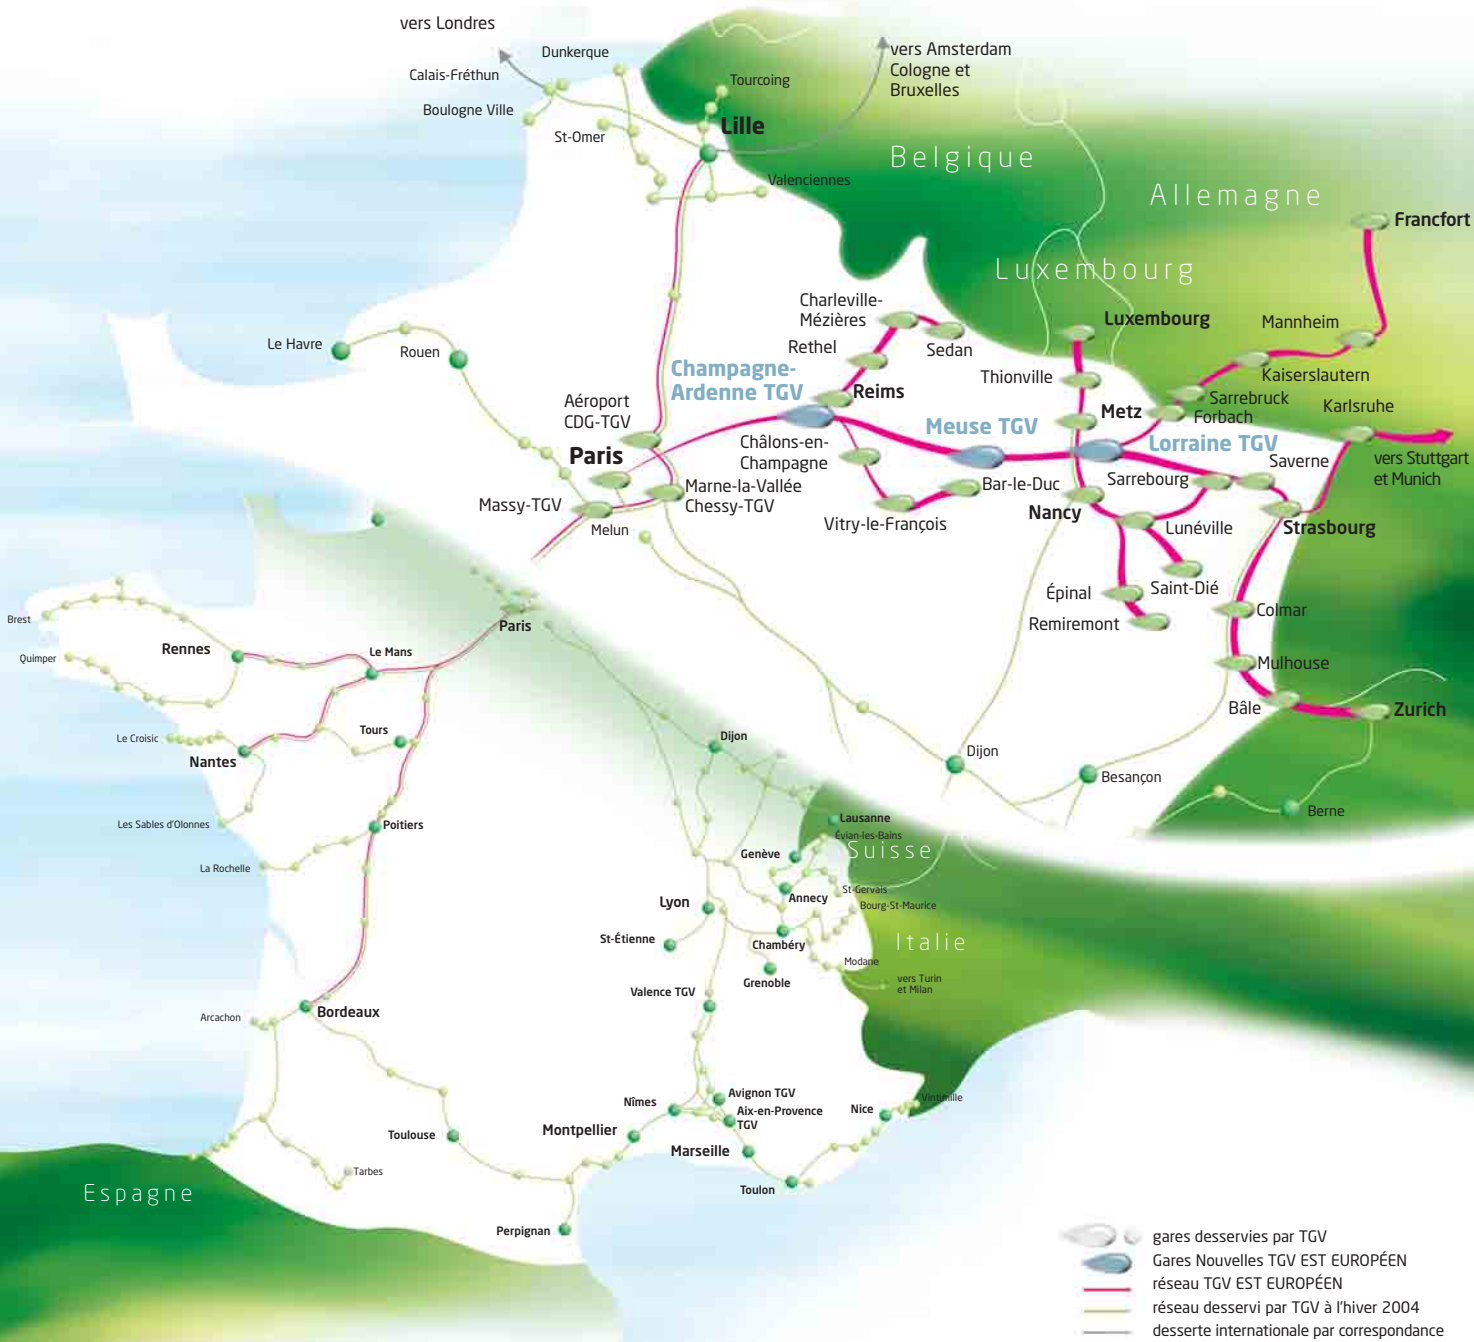 vers Londres
Dunkerque
vers Amsterdam
Cologne et
Bruxelles
Calais-Fréthun
Tourcoing
Boulogne Ville
Lille
St-Omer
Belgique
Valenciennes
Allemagne
Francfort
Luxembourg
Charleville-
Mézières
Luxembourg
Mannheim
Le Havre
Rouen
Rethel
Sedan
Champagne-
Ardenne TGV
Thionville
Kaiserslautern
Reims
Sarrebruck
Aéroport
CDG-TGV
Metz
Forbach
Karlsruhe
Meuse TGV
Châlons-en-
Champagne
Lorraine TGV
Paris
Saverne
vers Stuttgart
et Munich
Marne-la-Vallée
Chessy-TGV
Bar-le-Duc
Sarrebourg
Massy-TGV
Nancy
Vitry-le-François
Melun
Lunéville
Strasbourg
Épinal
Saint-Dié
Remiremont
Colmar
Brest
Paris
Rennes
Le Mans
Quimper
Mulhouse
Bâle
Zurich
Le Croisic
Tours
Dijon
Dijon
Nantes
Besançon
Berne
Les Sables d'Olonnes
Poitiers
Lausanne
Évian-les-Bains
Genève
Suisse
La Rochelle
St-Gervais
Annecy
Lyon
Bourg-St-Maurice
St-Étienne
Chambéry
Italie
Modane
Grenoble
vers Turin
et Milan
Valence TGV
Bordeaux
Arcachon
Avignon TGV
Nîmes
Aix-en-Provence
TGV
Nice
Vintimille
Toulouse
Montpellier
Marseille
Tarbes
Toulon
Espagne
Perpignan
gares desservies par TGV
Gares Nouvelles TGV EST EUROPÉEN
réseau TGV EST EUROPÉEN
réseau desservi par TGV à l'hiver 2004
desserte internationale par correspondance